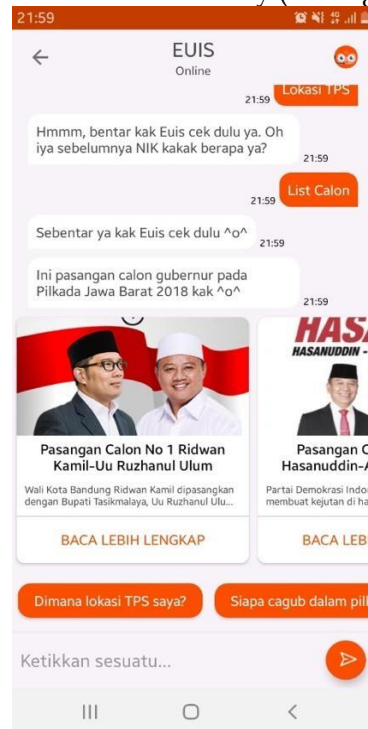 21:59
EUIS
Online
Lokasi TPS
21:59
Hmmm, bentar kak Euis cek dulu ya. Oh
iya sebelumnya NIK kakak berapa ya?
21:59
List Calon
21:59
Sebentar ya kak Euis cek dulu ^o^
21:59
Ini pasangan calon gubernur pada
Pilkada Jawa Barat 2018 kak ^o^
21:59
HASA
HASANUDDIN -
Pasangan Calon No 1 Ridwan
Kamil-Uu Ruzhanul Ulum
Wali Kota Bandung Ridwan Kamil dipasangkan
dengan Bupati Tasikmalaya, Uu Ruzhanul Ulu...
BACA LEBIH LENGKAP
Pasangan C
Hasanuddin-A
Partai Demokrasi Indo
membuat kejutan di ha
BACA LEB
Dimana lokasi TPS saya?
Siapa cagub dalam pil
Ketikkan sesuatu...